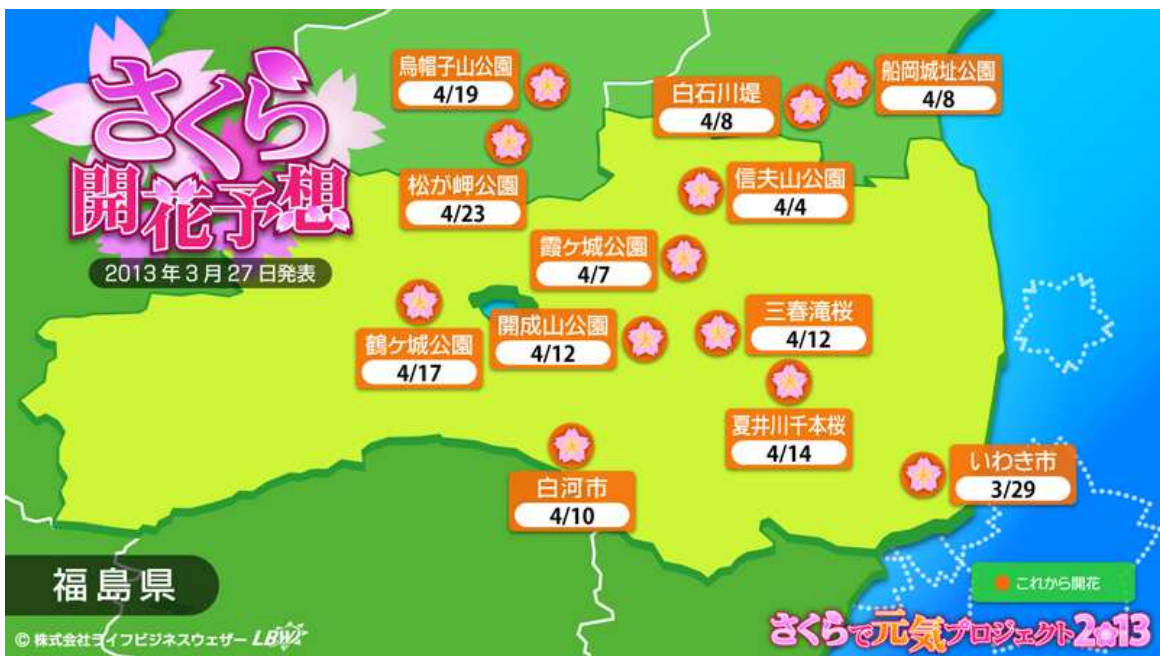 さくら
開花予想
2013年3月27日発表
烏帽子山公園
4/19
白石川堤
4/8
船岡城址公園
4/8
松が岬公園
4/23
信夫山公園
4/4
霞ヶ城公園
4/7
鶴ヶ城公園
4/17
開成山公園
4/12
三春滝桜
4/12
夏井川千本桜
4/14
白河市
4/10
いわき市
3/29
福島県
これから開花
© 株式会社ライフビジネスウェザー LBW
さくらで元気プロジェクト2013